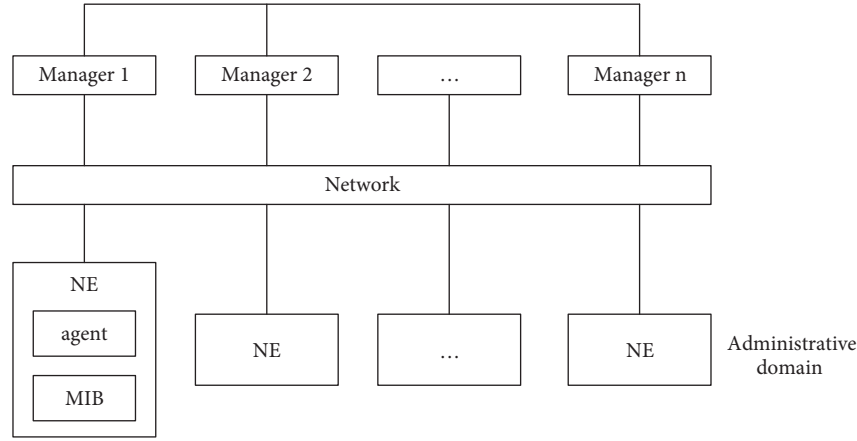 Manager 1
Manager 2
…
Manager n
Network
NE
agent
MIB
NE
…
NE
Administrative
domain